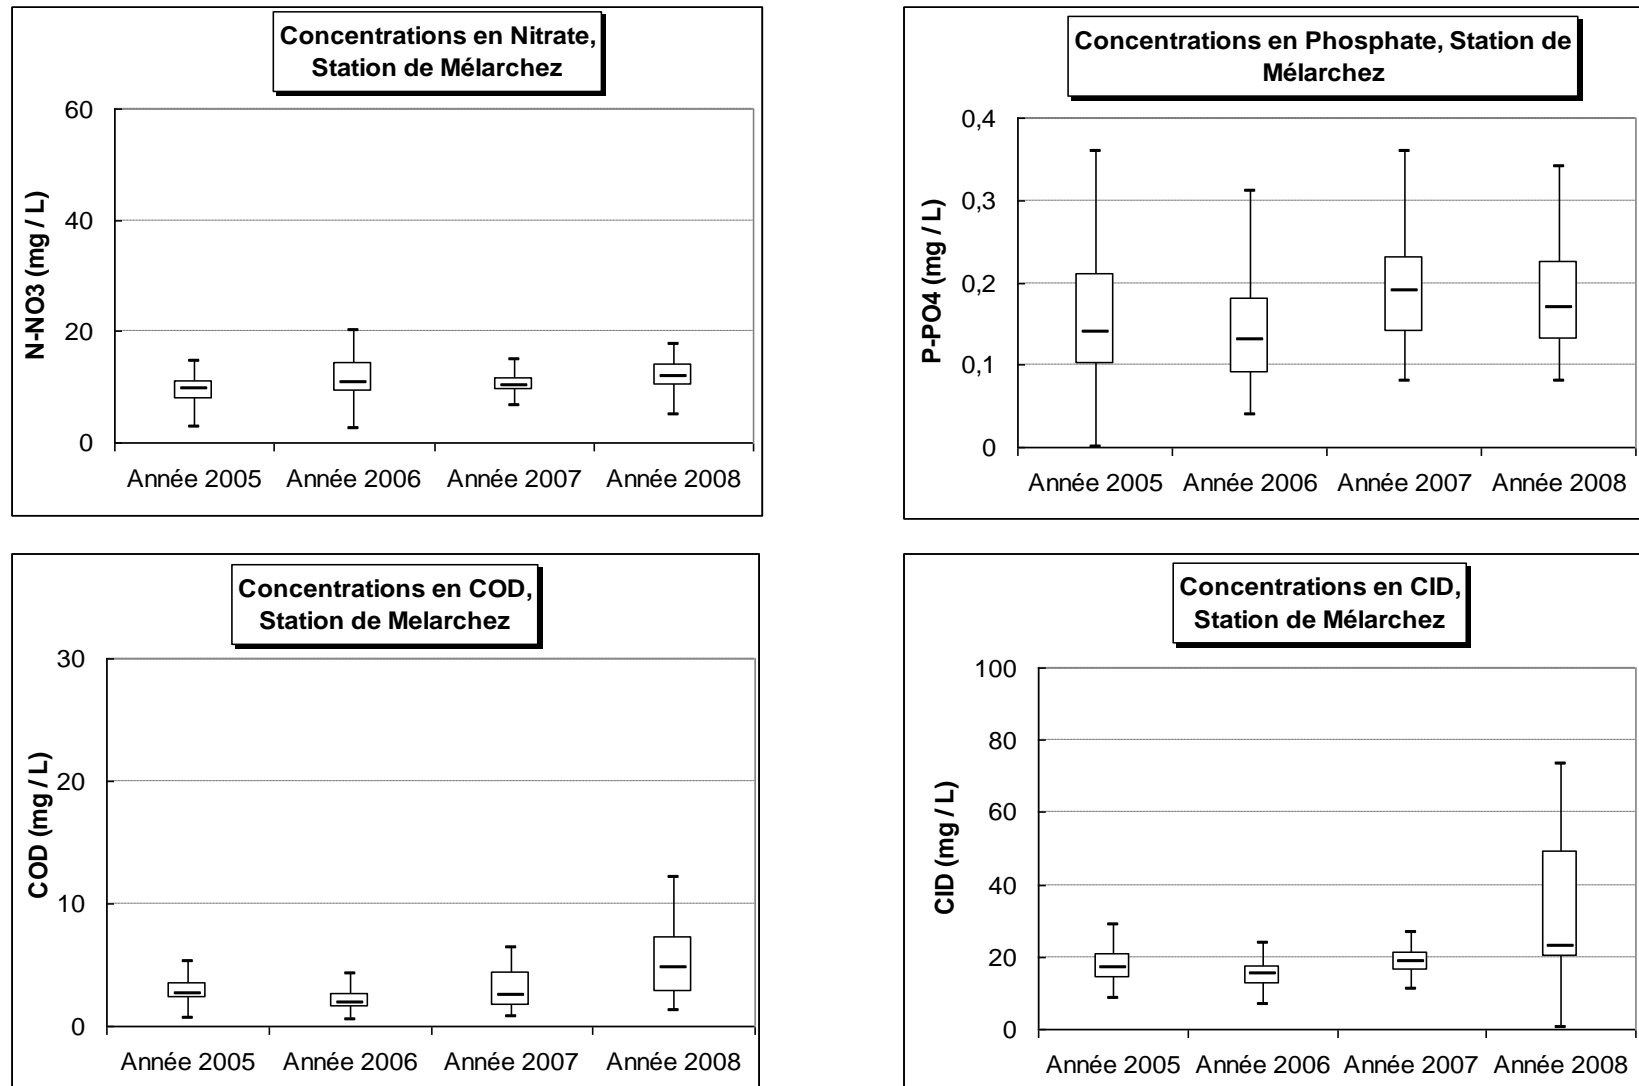 Concentrations en Nitrate,
Station de Mélarchez
60
40
20
0
N-NO3 (mg / L)
Année 2005
Année 2006
Année 2007
Année 2008
Concentrations en Phosphate, Station de
Mélarchez
0,4
0,3
0,2
0,1
0
P-PO4 (mg / L)
Année 2005
Année 2006
Année 2007
Année 2008
Concentrations en COD,
Station de Melarchez
30
20
10
0
COD (mg / L)
Année 2005
Année 2006
Année 2007
Année 2008
Concentrations en CID,
Station de Mélarchez
100
80
60
40
20
0
CID (mg / L)
Année 2005
Année 2006
Année 2007
Année 2008